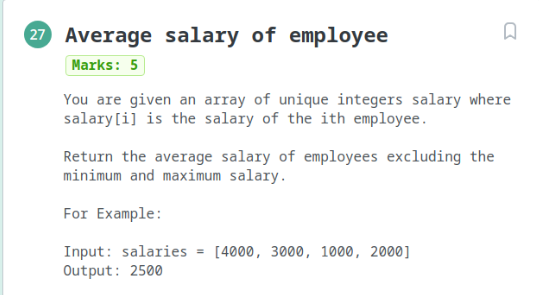 27 Average salary of employee
Marks: 5
You are given an array of unique integers salary where
salary[i] is the salary of the ith employee.
Return the average salary of employees excluding the
minimum and maximum salary.
For Example:
Input: salaries = [4000, 3000, 1000, 2000]
Output: 2500